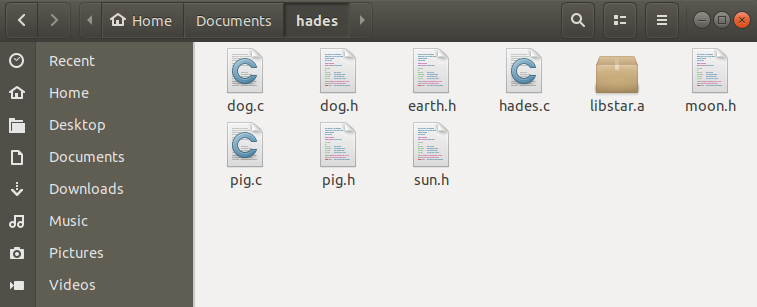 Home Documents hades
Recent
Home
Desktop
Documents
Downloads
Music
Pictures
Videos
dog.c dog.h earth.h hades.c libstar.a moon.h
pig.c pig.h sun.h